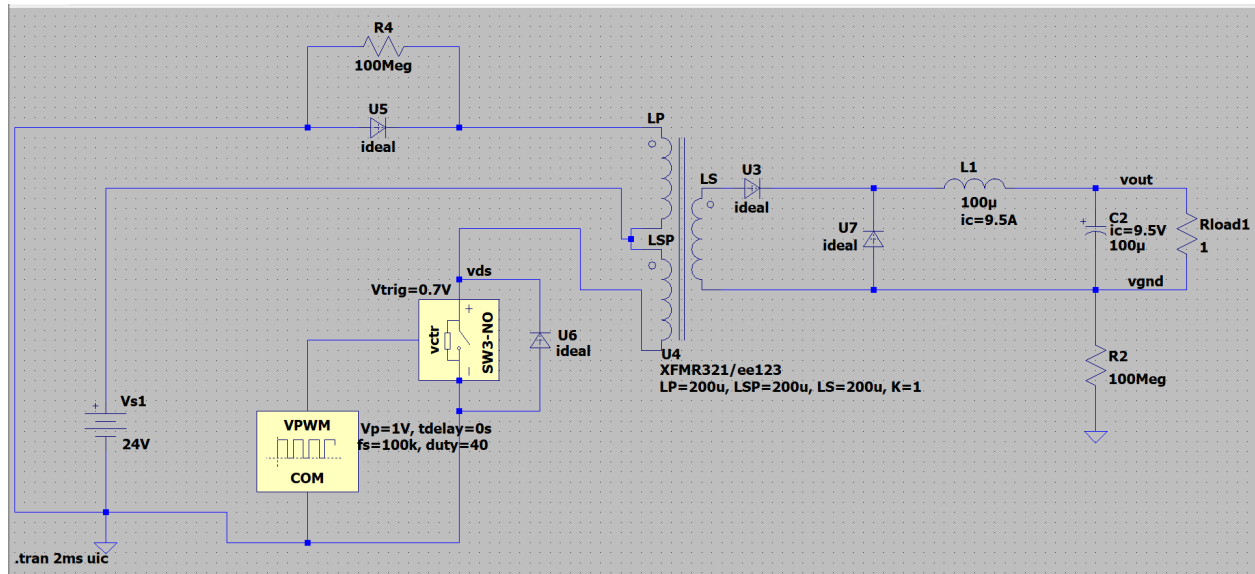 R4
100Meg
U5
ideal
LP
LS
U3
ideal
L1
100µ
ic=9.5A
vout
C2
ic=9.5V
100µ
Rload1
1
U7
ideal
LSP
vds
Vtrig=0.7V
+
vctr
SW3-NO
−
U6
ideal
vgnd
U4
XFMR321/ee123
LP=200u, LSP=200u, LS=200u, K=1
R2
100Meg
+
Vs1
24V
VPWM
COM
Vp=1V, tdelay=0s
fs=100k, duty=40
+
.tran 2ms uic